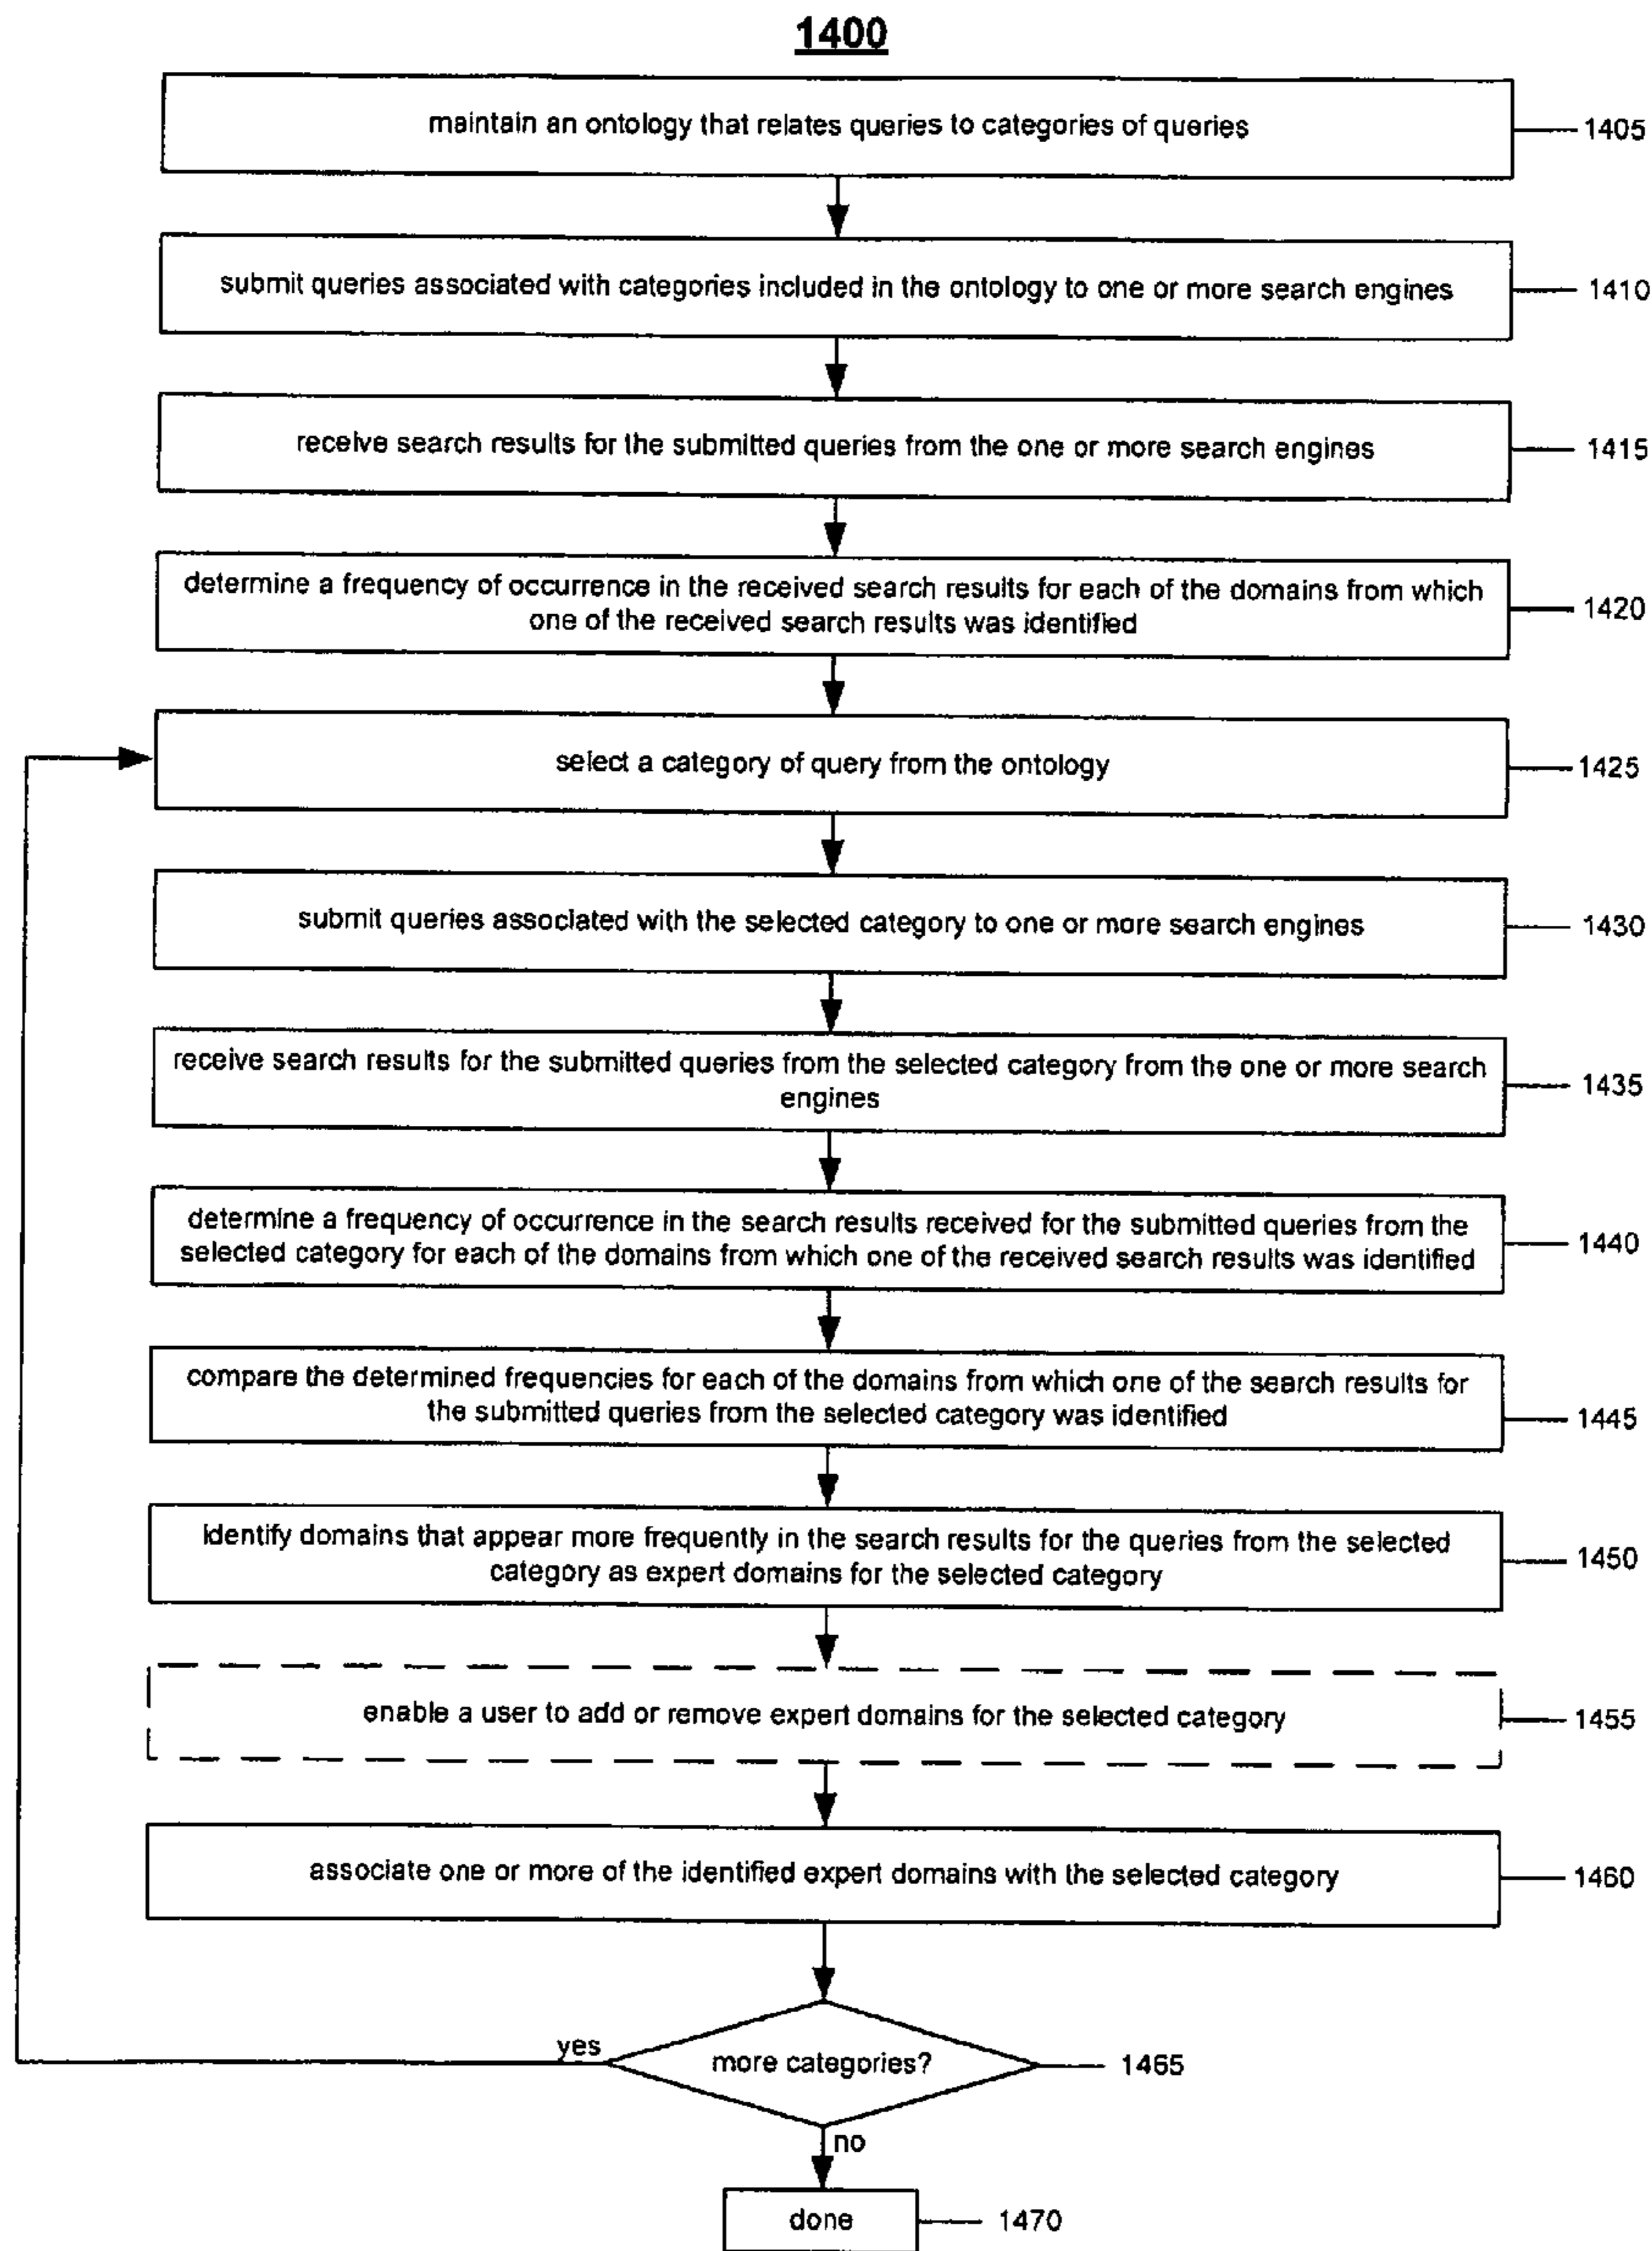 1400
maintain an ontology that relates queries to categories of queries
1405
submit queries associated with categories included in the ontology to one or more search engines
1410
receive search results for the submitted queries from the one or more search engines
1415
determine a frequency of occurrence in the received search results for each of the domains from which
one of the received search results was identified
1420
select a category of query from the ontology
1425
submit queries associated with the selected category to one or more search engines
1430
receive search results for the submitted queries from the selected category from the one or more search
engines
1435
determine a frequency of occurrence in the search results received for the submitted queries from the
selected category for each of the domains from which one of the received search results was identified
1440
compare the determined frequencies for each of the domains from which one of the search results for
the submitted queries from the selected category was identified
1445
identify domains that appear more frequently in the search results for the queries from the selected
category as expert domains for the selected category
1450
enable a user to add or remove expert domains for the selected category
1455
associate one or more of the identified expert domains with the selected category
1460
yes
more categories?
1465
no
done
1470